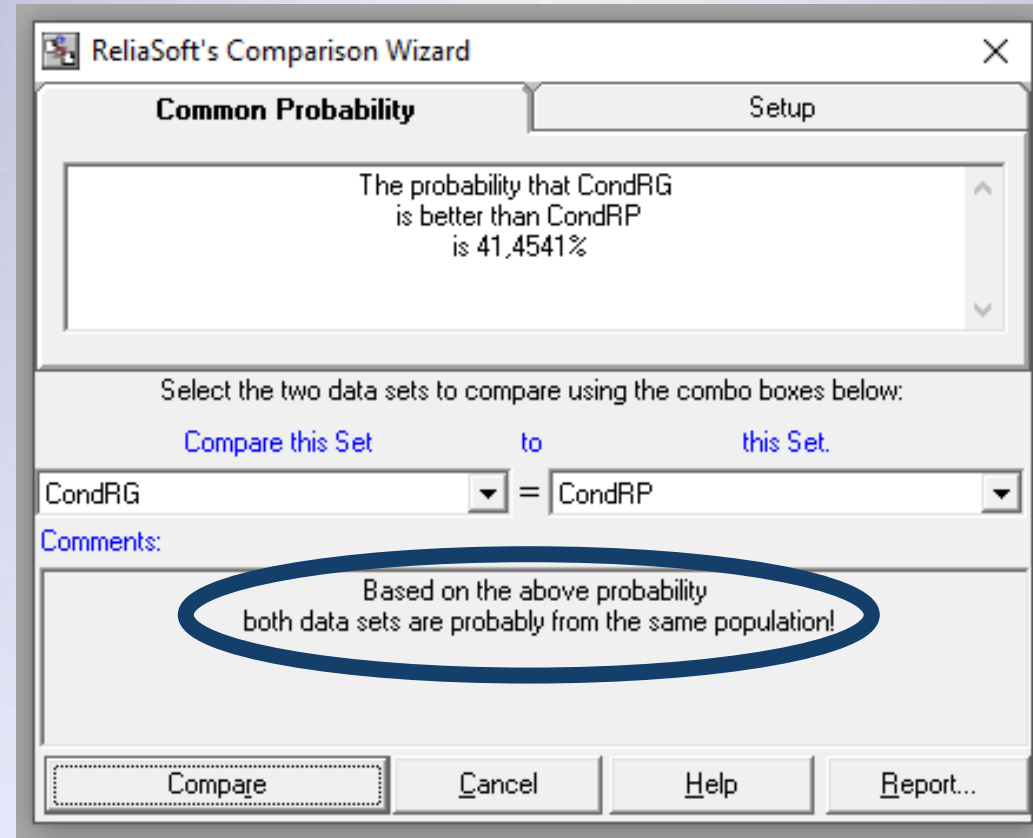 ReliaSoft's Comparison Wizard
Common Probability
Setup
The probability that CondRG
is better than CondRP
is 41,4541%
Select the two data sets to compare using the combo boxes below:
Compare this Set to this Set.
CondRG = CondRP
Comments:
Based on the above probability
both data sets are probably from the same population!
Compare Cancel Help Report...